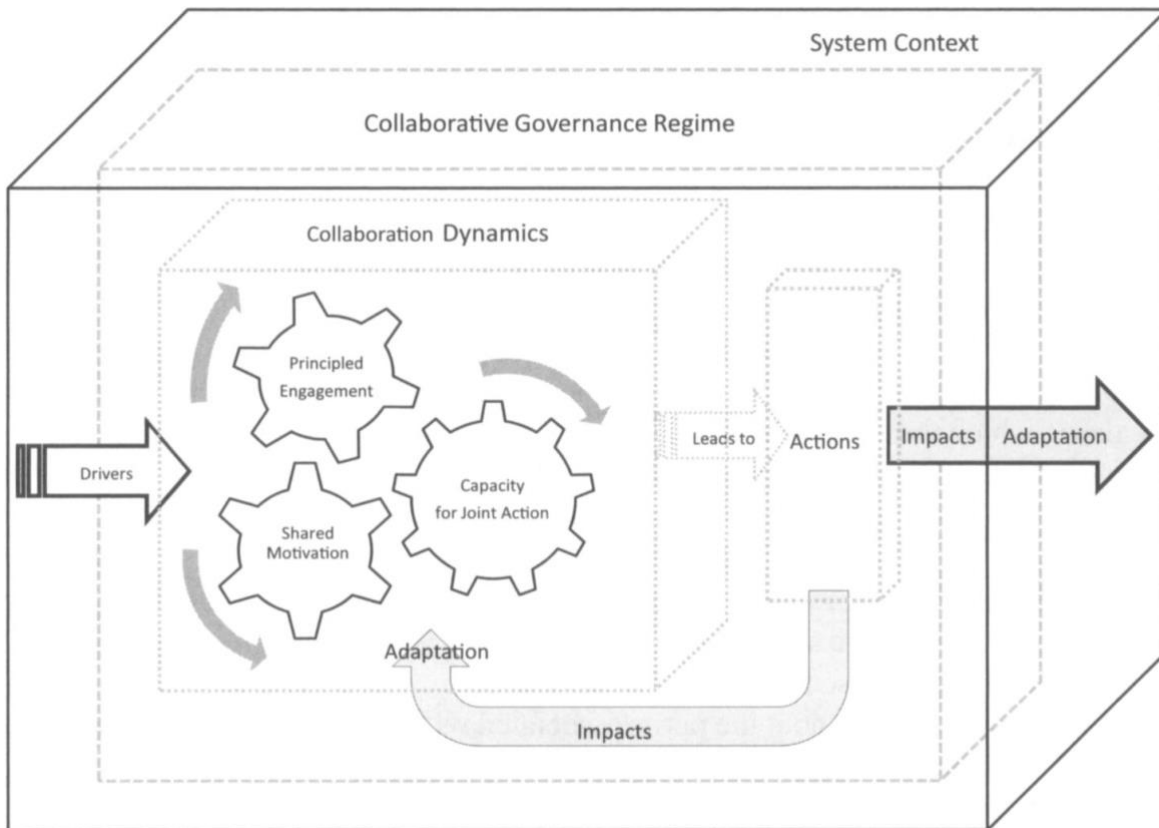 System Context
Collaborative Governance Regime
Collaboration Dynamics
Principled
Engagement
Drivers
Shared
Motivation
Capacity
for Joint Action
Leads to
Actions
Impacts
Adaptation
Adaptation
Impacts